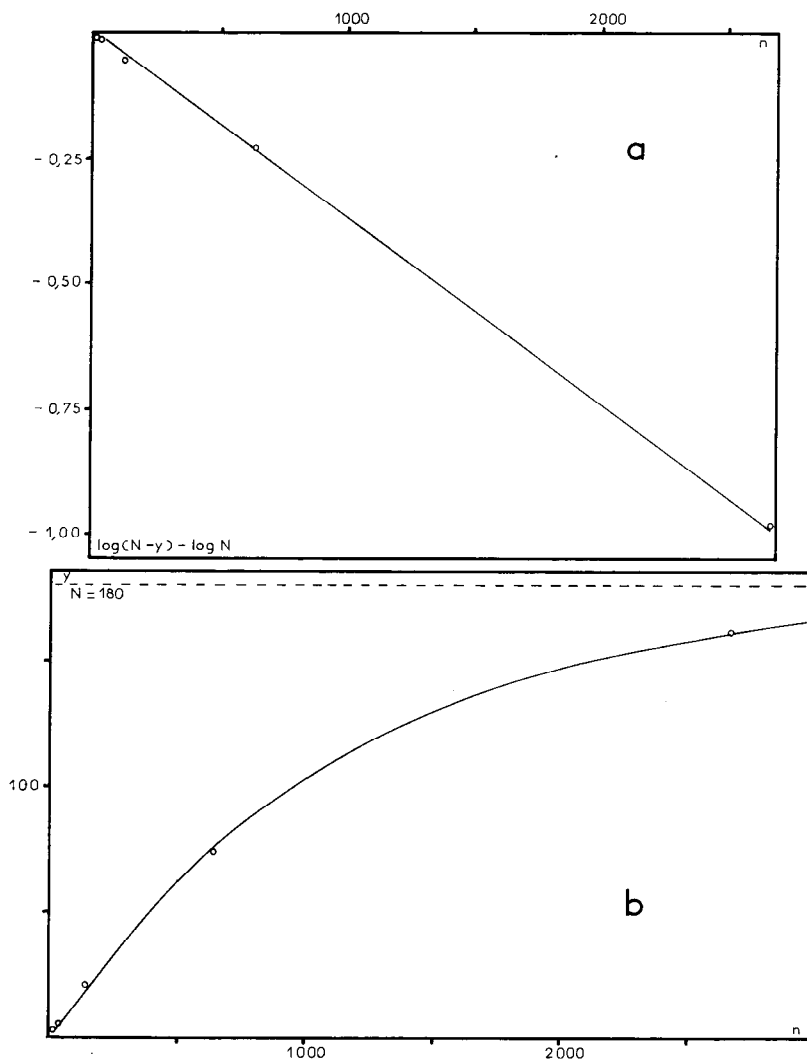 1000 2000
n
a
- 0,25
- 0,50
- 0,75
- 1,00
log(N-y) - log N
y
N = 180
100
b
n
1000 2000